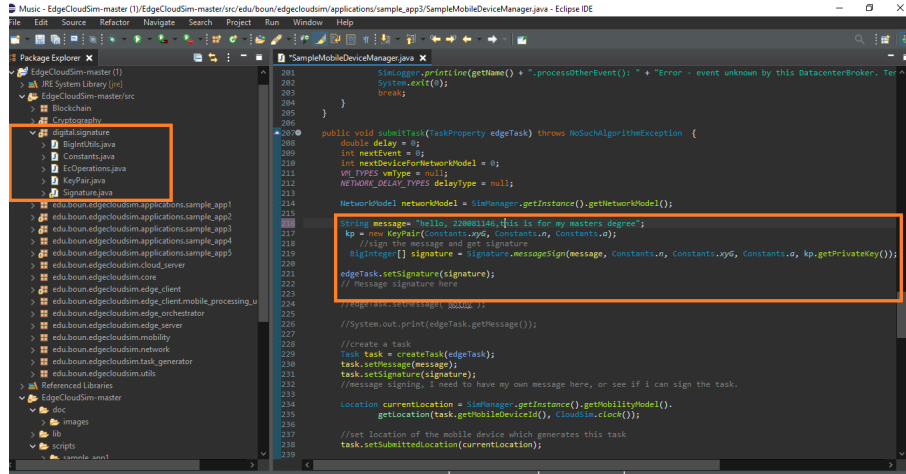 Music - EdgeCloudSim-master (1)/EdgeCloudSim-master/src/edu/boun/edgecloudsim/applications/sample_app3/SampleMobileDeviceManager.java - Eclipse IDE
File Edit Source Refactor Navigate Search Project Run Window Help
Package Explorer
*SampleMobileDeviceManager.java
EdgeCloudSim-master (1)
JRE System Library [jre]
EdgeCloudSim-master/src
Blockchain
Cryptography
digital.signature
BigIntUtils.java
Constants.java
EcOperations.java
KeyPair.java
Signature.java
edu.boun.edgecloudsim.applications.sample_app1
edu.boun.edgecloudsim.applications.sample_app2
edu.boun.edgecloudsim.applications.sample_app3
edu.boun.edgecloudsim.applications.sample_app4
edu.boun.edgecloudsim.applications.sample_app5
edu.boun.edgecloudsim.cloud_server
edu.boun.edgecloudsim.core
edu.boun.edgecloudsim.edge_client
edu.boun.edgecloudsim.edge_client.mobile_processing_u
edu.boun.edgecloudsim.edge_orchestrator
edu.boun.edgecloudsim.edge_server
edu.boun.edgecloudsim.mobility
edu.boun.edgecloudsim.network
edu.boun.edgecloudsim.task_generator
edu.boun.edgecloudsim.utils
Referenced Libraries
EdgeCloudSim-master
doc
images
lib
scripts
sample_app1
201 SimLogger.printLine(getName() + ".processOtherEvent(): " + "Error - event unknown by this DatacenterBroker. Ter
202 System.exit(0);
203 break;
204 }
205 }
206
207 public void submitTask(TaskProperty edgeTask) throws NoSuchAlgorithmException {
208 double delay = 0;
209 int nextEvent = 0;
210 int nextDeviceForNetworkModel = 0;
211 VM_TYPES vmType = null;
212 NETWORK_DELAY_TYPES delayType = null;
213
214 NetworkModel networkModel = SimManager.getInstance().getNetworkModel();
215
216 String message= "hello, 220081146,this is for my masters degree";
217 kp = new KeyPair(Constants.xyG, Constants.n, Constants.a);
218 //sign the message and get signature
219 BigInteger[] signature = Signature.messageSign(message, Constants.n, Constants.xyG, Constants.a, kp.getPrivateKey());
220
221 edgeTask.setSignature(signature);
222 // Message signature here
223
224 //edgeTask.setMessage( );
225
226 //System.out.print(edgeTask.getMessage());
227
228 //create a task
229 Task task = createTask(edgeTask);
230 task.setMessage(message);
231 task.setSignature(signature);
232 //message signing, I need to have my own message here, or see if i can sign the task.
233
234 Location currentLocation = SimManager.getInstance().getMobilityModel().
235 getLocation(task.getMobileDeviceId(), CloudSim.clock());
236
237 //set location of the mobile device which generates this task
238 task.setSubmittedLocation(currentLocation);
239